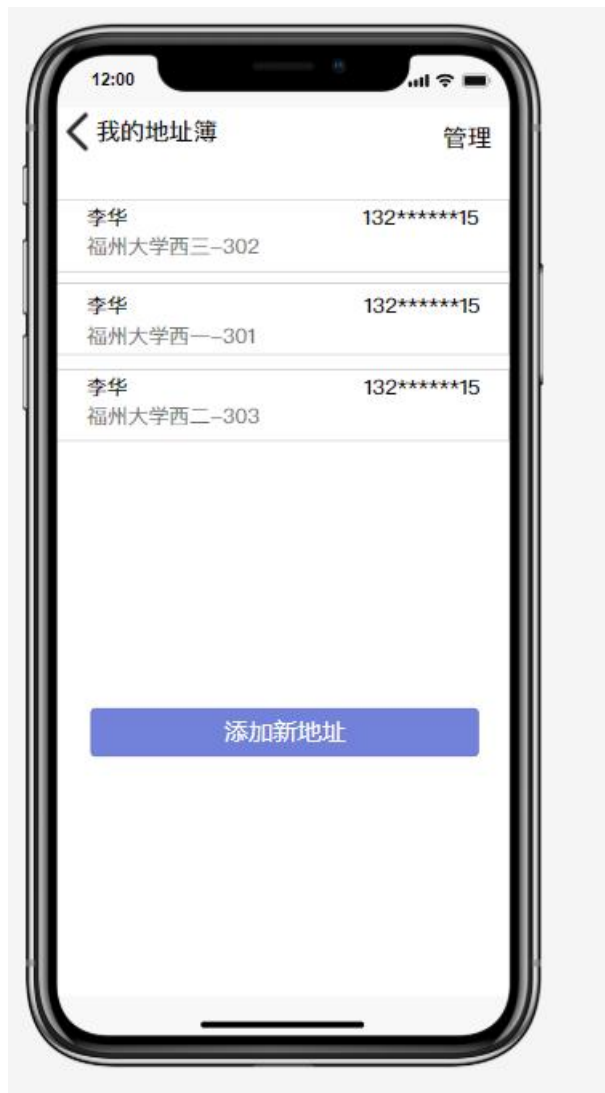 12:00
我的地址簿 管理
李华 132******15
福州大学西三-302
李华 132******15
福州大学西一-301
李华 132******15
福州大学西二-303
添加新地址